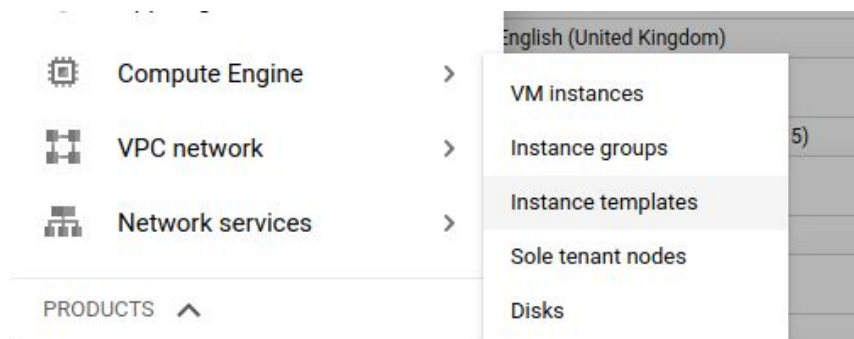 English (United Kingdom)
Compute Engine
VM instances
VPC network
Instance groups
5)
Instance templates
Network services
Sole tenant nodes
PRODUCTS
Disks